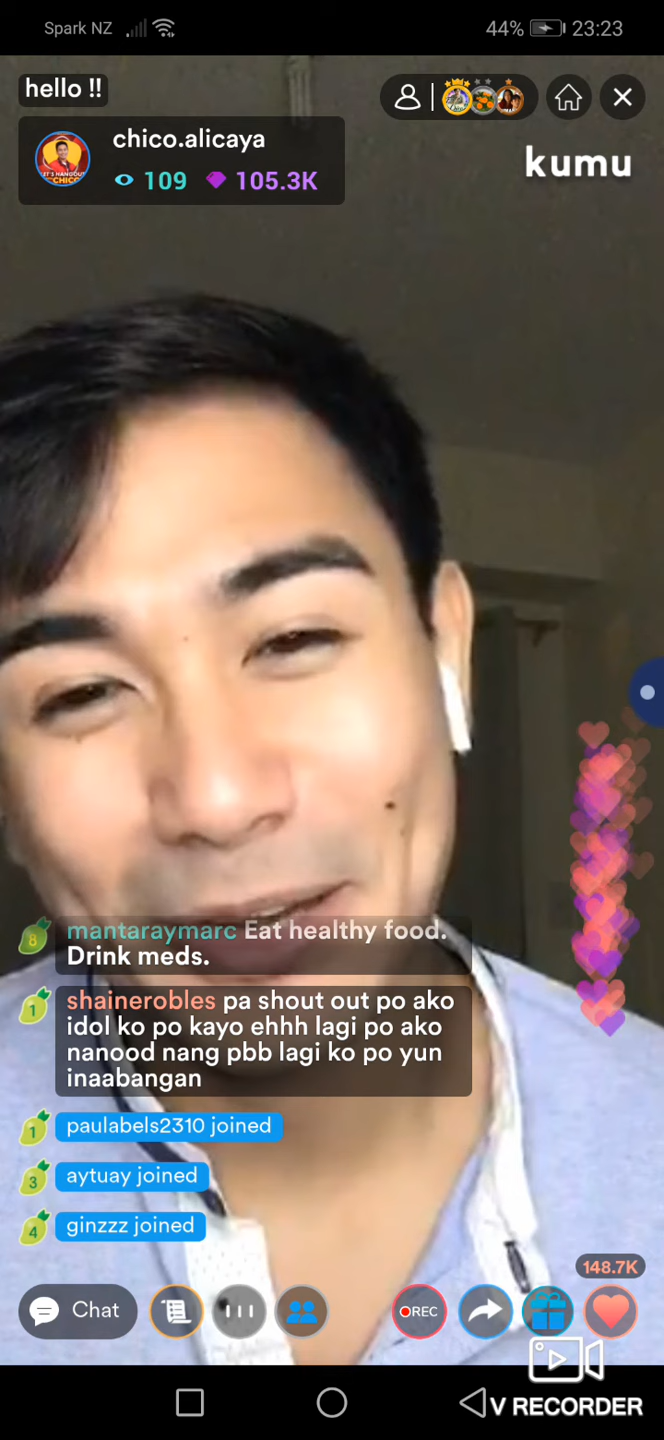 Spark NZ
44% 23:23
hello !!
chico.alicaya
109 105.3K
kumu
8 mantaraymarc Eat healthy food.
Drink meds.
1 shainerobles pa shout out po ako
idol ko po kayo ehhh lagi po ako
nanood nang pbb lagi ko po yun
inaabangan
1 paulabels2310 joined
3 aytuay joined
4 ginzzz joined
148.7K
Chat
REC
V RECORDER